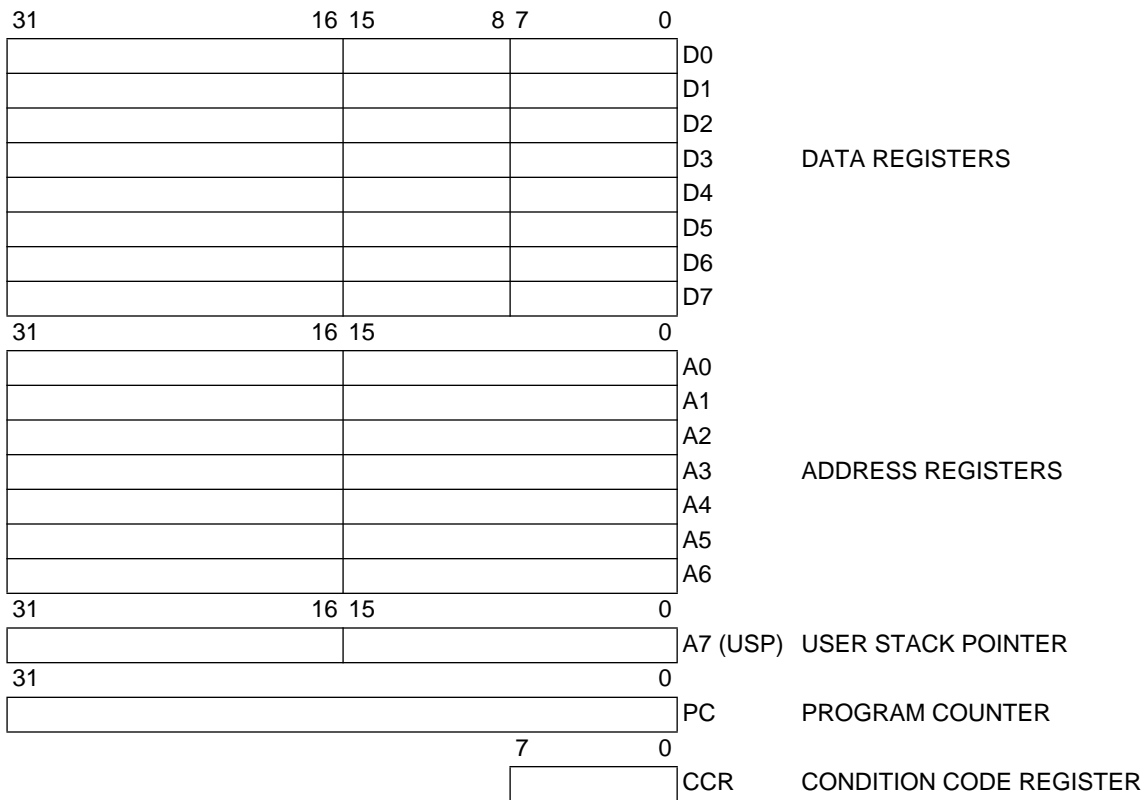 31 16 15 8 7 0
D0
D1
D2
D3 DATA REGISTERS
D4
D5
D6
D7
31 16 15 0
A0
A1
A2
A3 ADDRESS REGISTERS
A4
A5
A6
31 16 15 0
A7 (USP) USER STACK POINTER
31 0
PC PROGRAM COUNTER
7 0
CCR CONDITION CODE REGISTER